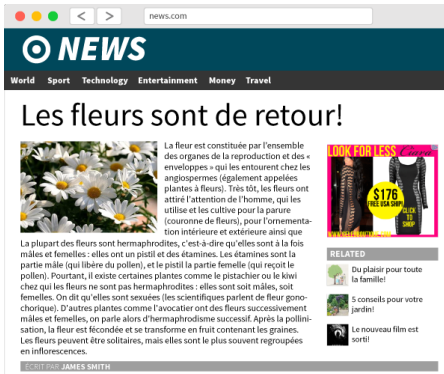 news.com
NEWS
World Sport Technology Entertainment Money Travel
Les fleurs sont de retour!
La fleur est constituée par l'ensemble
des organes de la reproduction et des «
enveloppes » qui les entourent chez les
angiospermes (également appelées
plantes à fleurs). Très tôt, les fleurs ont
attiré l'attention de l'homme, qui les
utilise et les cultive pour la parure
(couronne de fleurs), pour l'ornementa-
tion intérieure et extérieure ainsi que
La plupart des fleurs sont hermaphrodites, c'est-à-dire qu'elles sont à la fois
mâles et femelles : elles ont un pistil et des étamines. Les étamines sont la
partie mâle (qui libère du pollen), et le pistil la partie femelle (qui reçoit le
pollen). Pourtant, il existe certaines plantes comme le pistachier ou le kiwi
chez qui les fleurs ne sont pas hermaphrodites : elles sont soit mâles, soit
femelles. On dit qu'elles sont sexuées (les scientifiques parlent de fleur gono-
chorique). D'autres plantes comme l'avocatier ont des fleurs successivement
mâles et femelles, on parle alors d'hermaphrodisme successif. Après la pollini-
sation, la fleur est fécondée et se transforme en fruit contenant les graines.
Les fleurs peuvent être solitaires, mais elles sont le plus souvent regroupées
en inflorescences.
ÉCRIT PAR JAMES SMITH
LOOK FOR LESS
$176
FREE USA SHIP!
CLICK
TO
SHOP
RELATED
Du plaisir pour toute
la famille!
5 conseils pour votre
jardin!
Le nouveau film est
sorti!